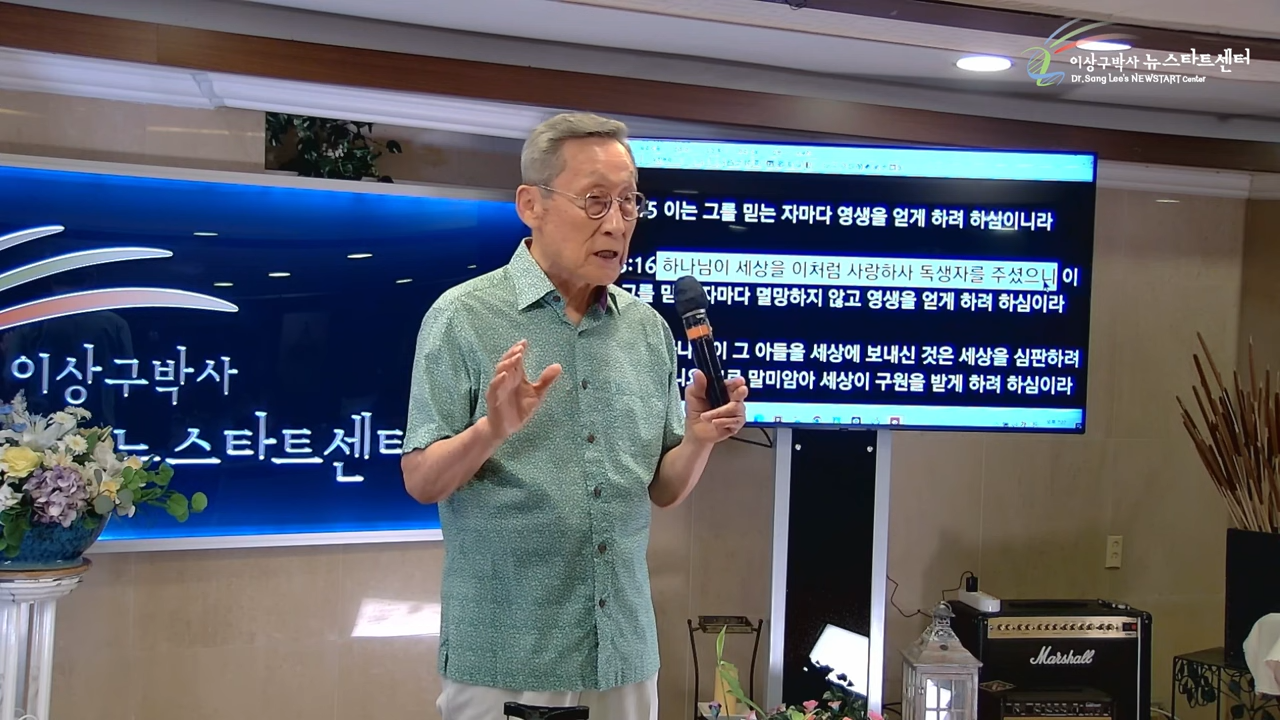 이상구박사 뉴스타트센터
Dr. Sang Lee's NEWSTART Center
5 이는 그를 믿는 자마다 영생을 얻게 하려 하심이니라
:16 하나님이 세상을 이처럼 사랑하사 독생자를 주셨으니 이
그를 믿는 자마다 멸망하지 않고 영생을 얻게 하려 하심이라
그 아들을 세상에 보내신 것은 세상을 심판하려
말미암아 세상이 구원을 받게 하려 하심이라
이상구박사
뉴스타트센터
Marshall